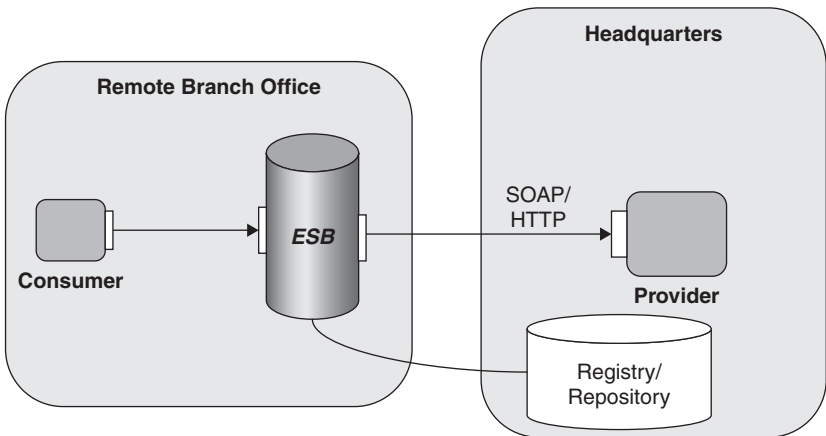 Headquarters
Remote Branch Office
SOAP/
HTTP
ESB
Consumer
Provider
Registry/
Repository